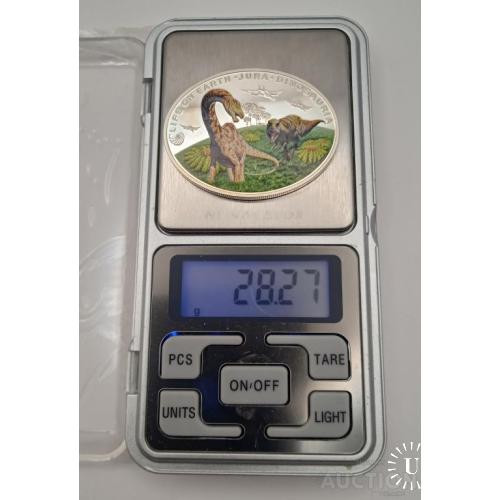 LIFE ON EARTH - JURA - DINOSAURIA
28.27
g
PCS
TARE
ON/OFF
UNITS
LIGHT
U
AUCTION